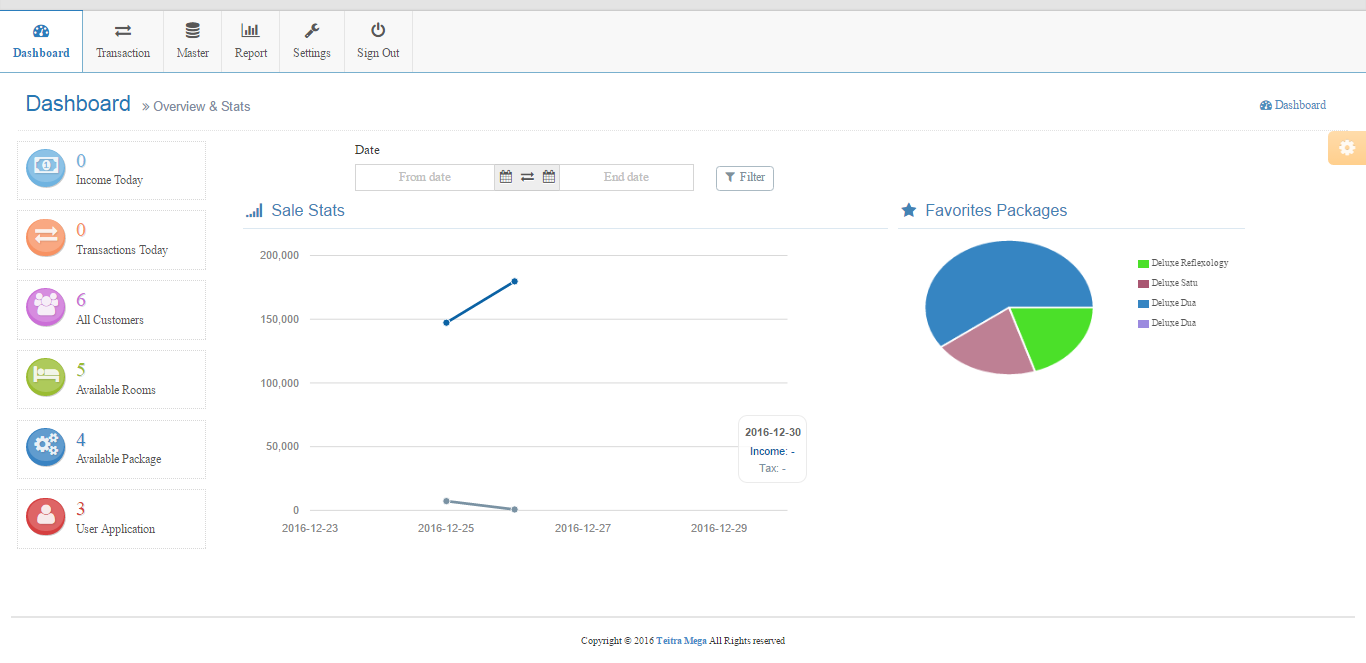 Dashboard
Transaction
Master
Report
Settings
Sign Out
Dashboard » Overview & Stats
Dashboard
0
Income Today
0
Transactions Today
6
All Customers
5
Available Rooms
4
Available Package
3
User Application
Date
From date
End date
Filter
Sale Stats
200,000
150,000
100,000
50,000
0
2016-12-23
2016-12-25
2016-12-27
2016-12-29
2016-12-30
Income: -
Tax: -
Favorites Packages
Deluxe Reflexology
Deluxe Satu
Deluxe Dua
Deluxe Dua
Copyright © 2016 Teitra Mega All Rights reserved